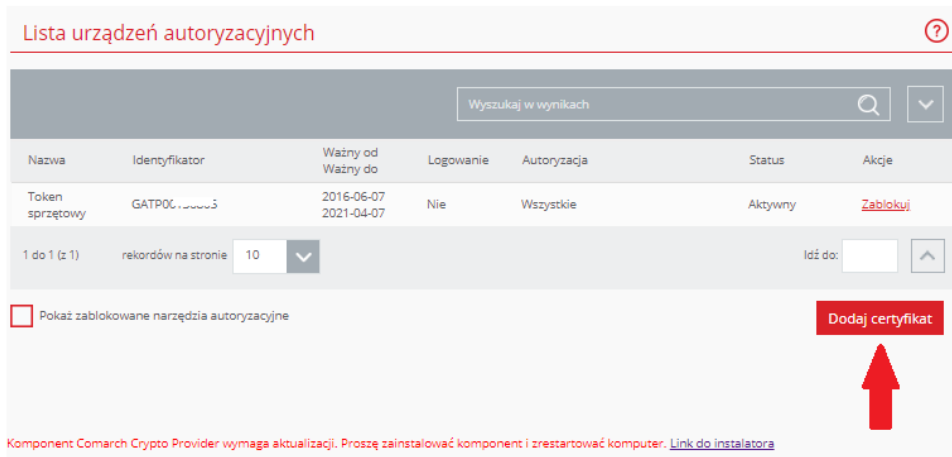 Lista urządzeń autoryzacyjnych
?
Wyszukaj w wynikach
Nazwa Identyfikator Ważny od Ważny do Logowanie Autoryzacja Status Akcje
Token sprzętowy 2016-06-07 2021-04-07 Nie Wszystkie Aktywny Zablokuj
1 do 1 (z 1) rekordów na stronie 10 Idź do:
Pokaż zablokowane narzędzia autoryzacyjne
Dodaj certyfikat
Komponent Comarch Crypto Provider wymaga aktualizacji. Proszę zainstalować komponent i zrestartować komputer. Link do instalatora